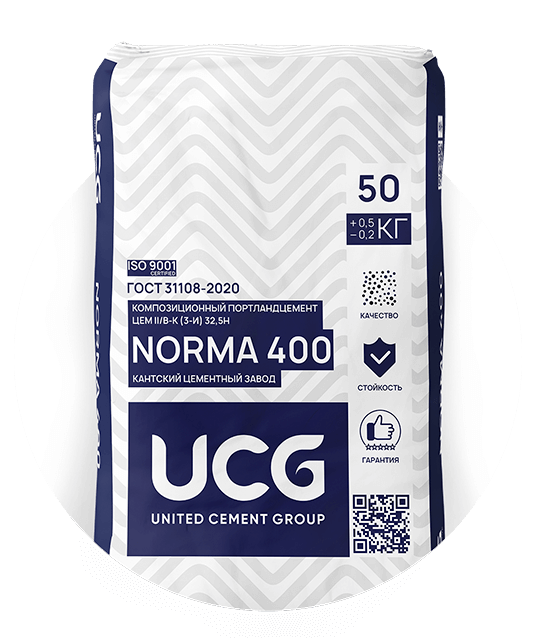 50
+0,5
-0,2 КГ
ISO 9001
CERTIFIED
ГОСТ 31108-2020
КОМПОЗИЦИОННЫЙ ПОРТЛАНДЦЕМЕНТ
ЦЕМ II/В-К (З-И) 32,5Н
NORMA 400
КАНТСКИЙ ЦЕМЕНТНЫЙ ЗАВОД
КАЧЕСТВО
СТОЙКОСТЬ
ГАРАНТИЯ
UCG
UNITED CEMENT GROUP